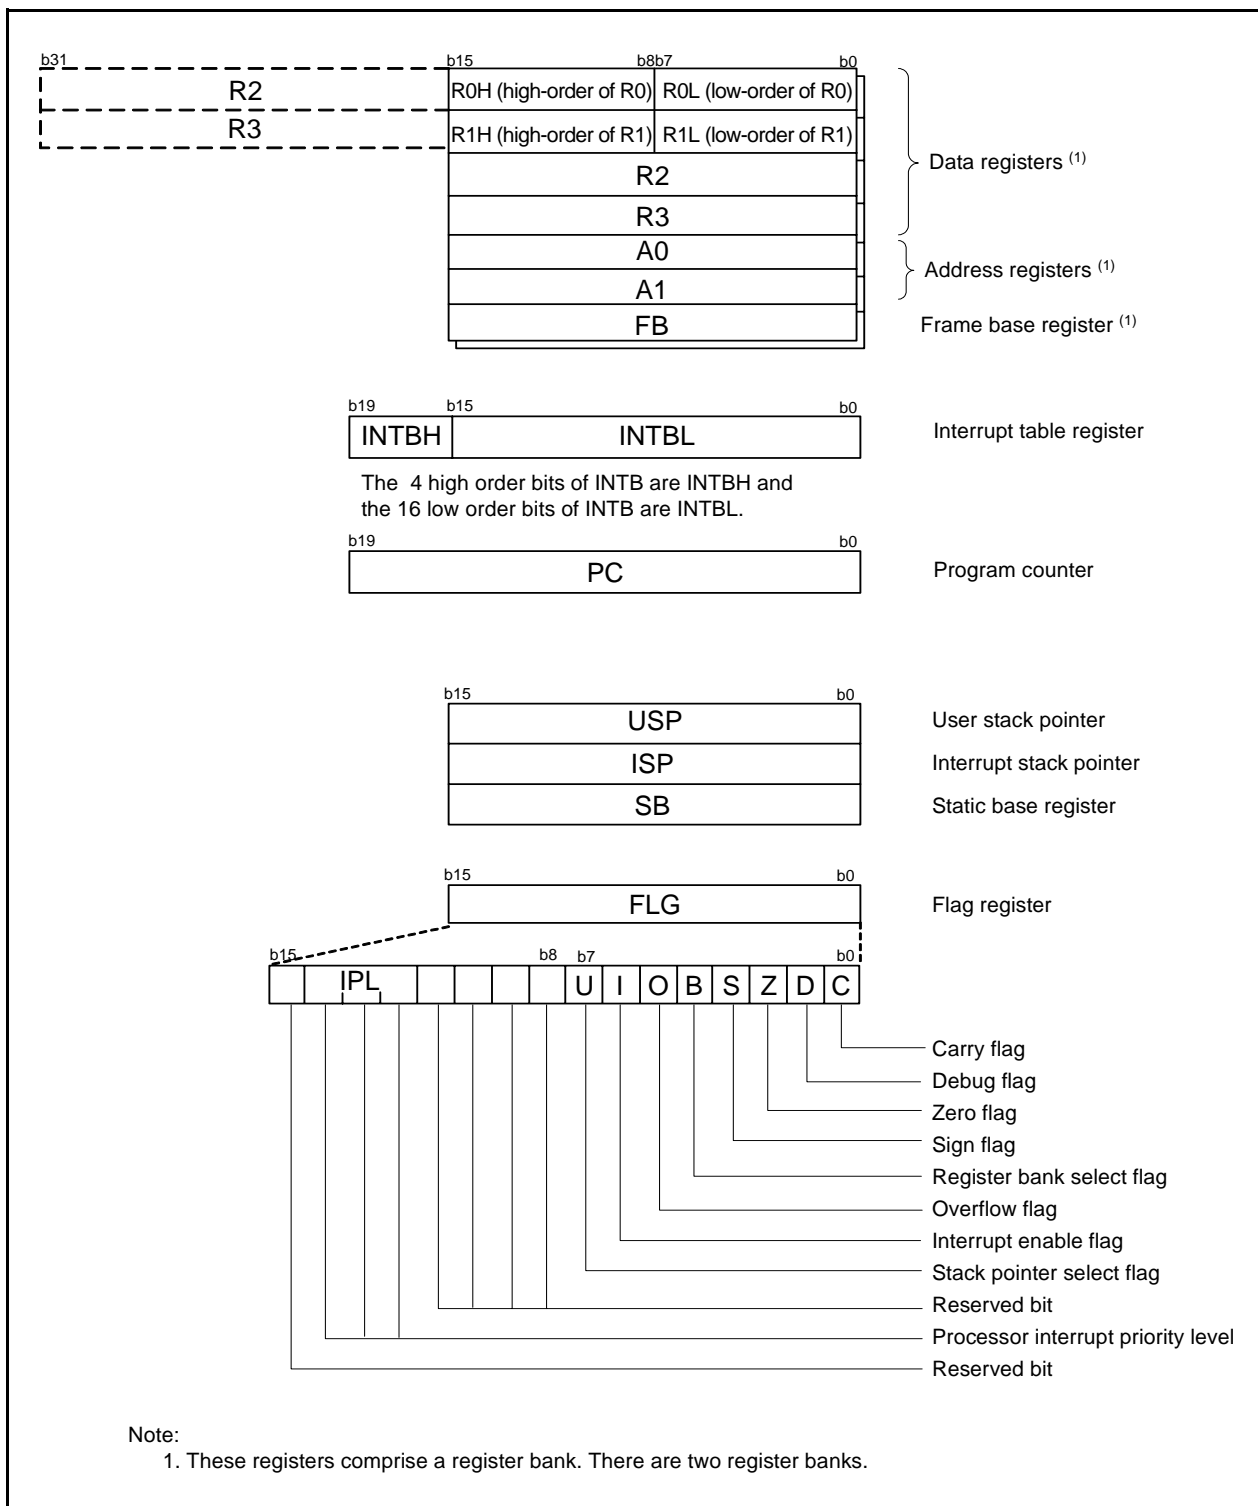 b31 b15 b8b7 b0
R2 R0H (high-order of R0) R0L (low-order of R0)
R3 R1H (high-order of R1) R1L (low-order of R1)
R2
R3
Data registers (1)
A0
A1
Address registers (1)
FB Frame base register (1)
b19 b15 b0
INTBH INTBL Interrupt table register
The 4 high order bits of INTB are INTBH and
the 16 low order bits of INTB are INTBL.
b19 b0
PC Program counter
b15 b0
USP User stack pointer
ISP Interrupt stack pointer
SB Static base register
b15 b0
FLG Flag register
b15 b8 b7 b0
IPL U I O B S Z D C
Carry flag
Debug flag
Zero flag
Sign flag
Register bank select flag
Overflow flag
Interrupt enable flag
Stack pointer select flag
Reserved bit
Processor interrupt priority level
Reserved bit
Note:
1. These registers comprise a register bank. There are two register banks.